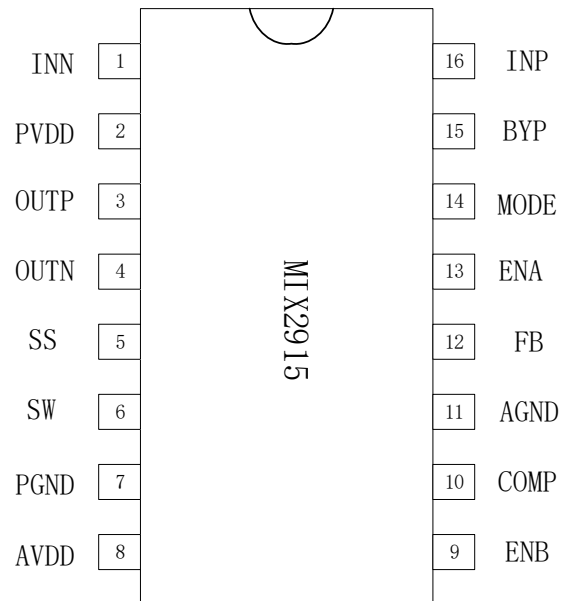 INN 1 16 INP
PVDD 2 15 BYP
OUTP 3 14 MODE
OUTN 4 13 ENA
MIX2915
SS 5 12 FB
SW 6 11 AGND
PGND 7 10 COMP
AVDD 8 9 ENB